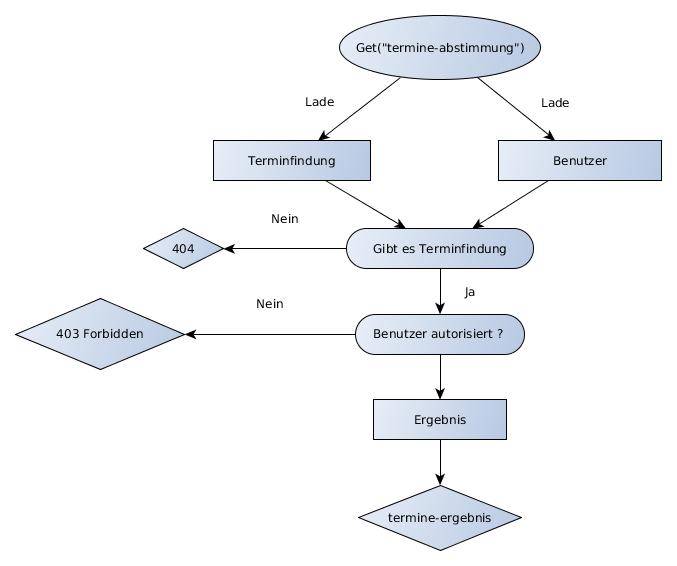 Get("termine-abstimmung")
Lade
Lade
Terminfindung
Benutzer
Nein
404
Gibt es Terminfindung
Ja
Nein
403 Forbidden
Benutzer autorisiert ?
Ergebnis
termine-ergebnis